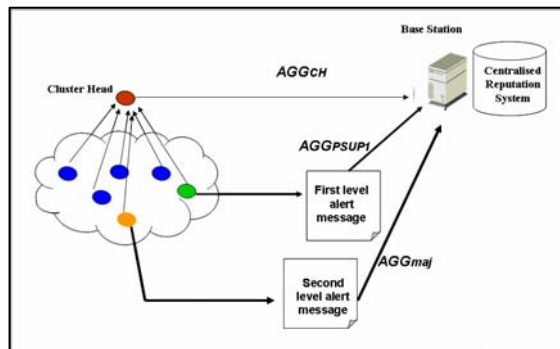 Base Station
AGGCH
Cluster Head
Centralised
Reputation
System
AGGPSUP1
First level
alert
message
AGGmaj
Second
level alert
message